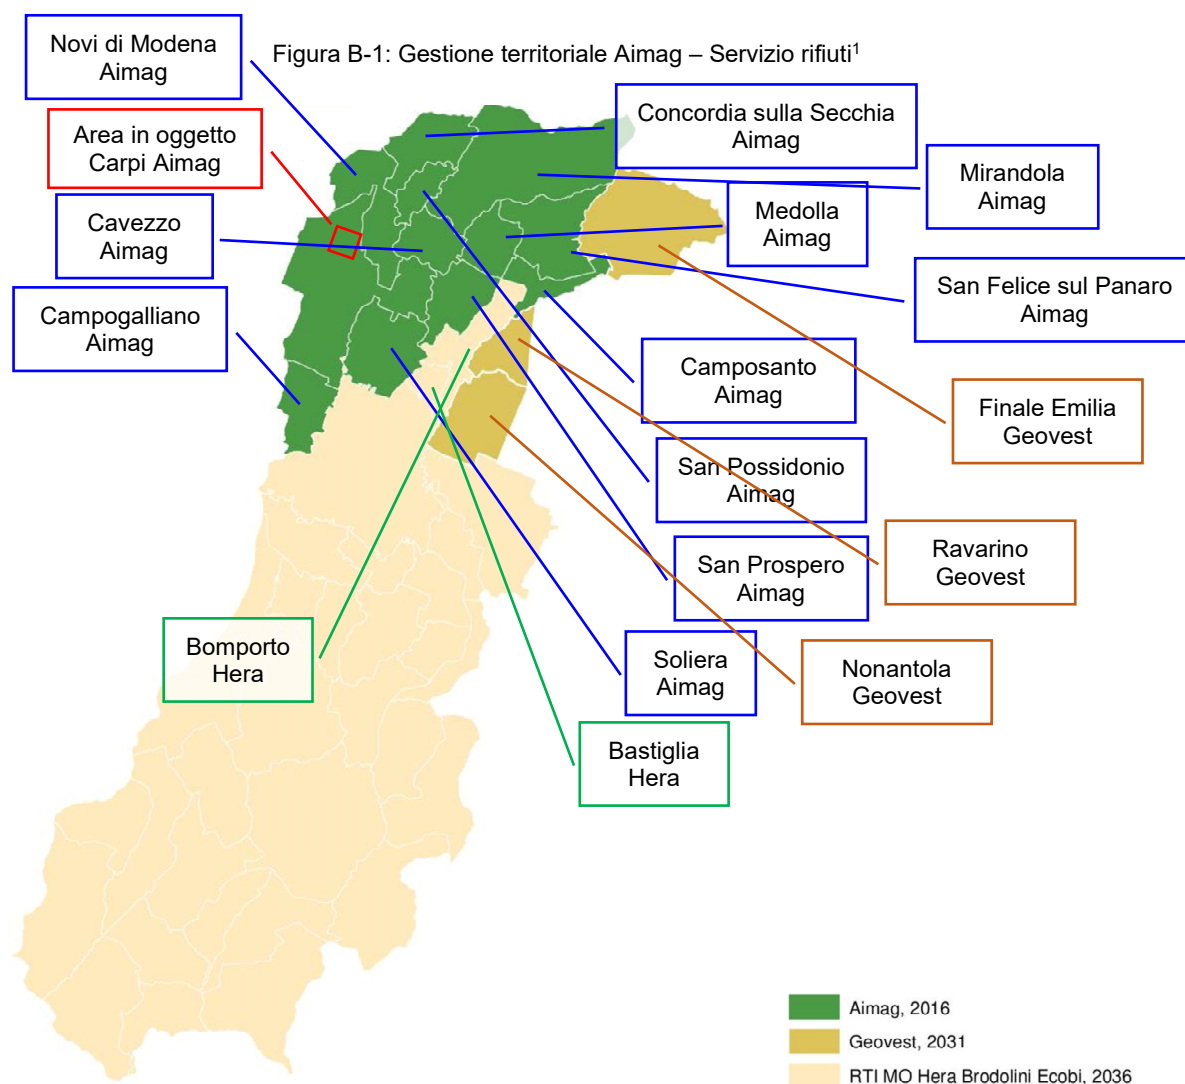 Novi di Modena
Aimag
Figura B-1: Gestione territoriale Aimag – Servizio rifiuti¹
Concordia sulla Secchia
Aimag
Area in oggetto
Carpi Aimag
Mirandola
Aimag
Cavezzo
Aimag
Medolla
Aimag
San Felice sul Panaro
Aimag
Campogalliano
Aimag
Camposanto
Aimag
Finale Emilia
Geovest
San Possidonio
Aimag
Ravarino
Geovest
San Prospero
Aimag
Bomporto
Hera
Soliera
Aimag
Nonantola
Geovest
Bastiglia
Hera
Aimag, 2016
Geovest, 2031
RTI MO Hera Brodolini Ecobi, 2036